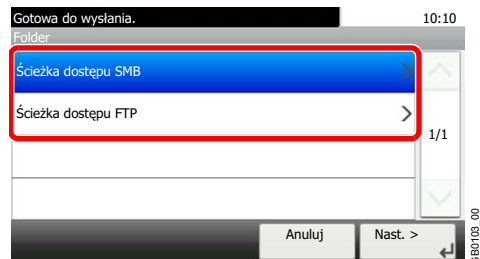 Gotowa do wysłania. 10:10
Folder
Ścieżka dostępu SMB
Ścieżka dostępu FTP
1/1
Anuluj Nast. >
GB0103_00